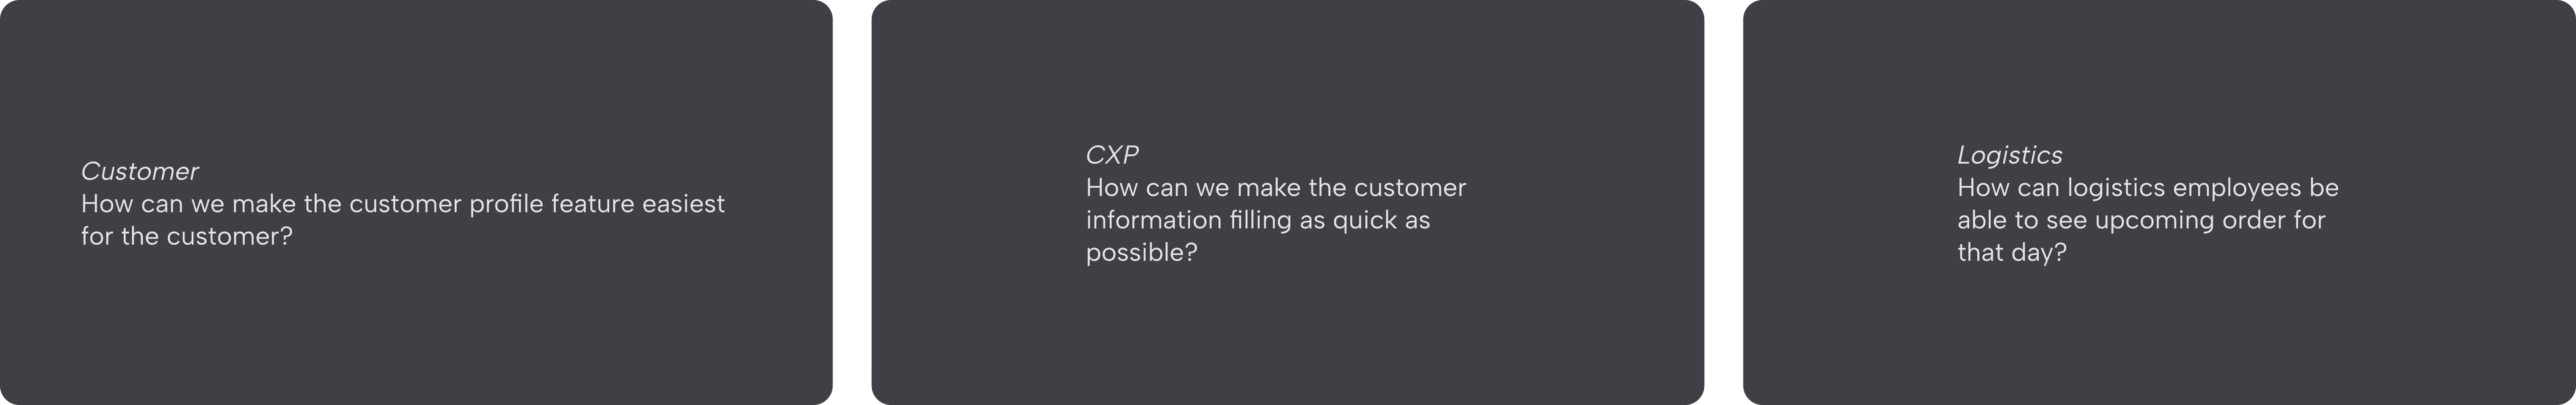 Customer
How can we make the customer profile feature easiest
for the customer?
CXP
How can we make the customer
information filling as quick as
possible?
Logistics
How can logistics employees be
able to see upcoming order for
that day?